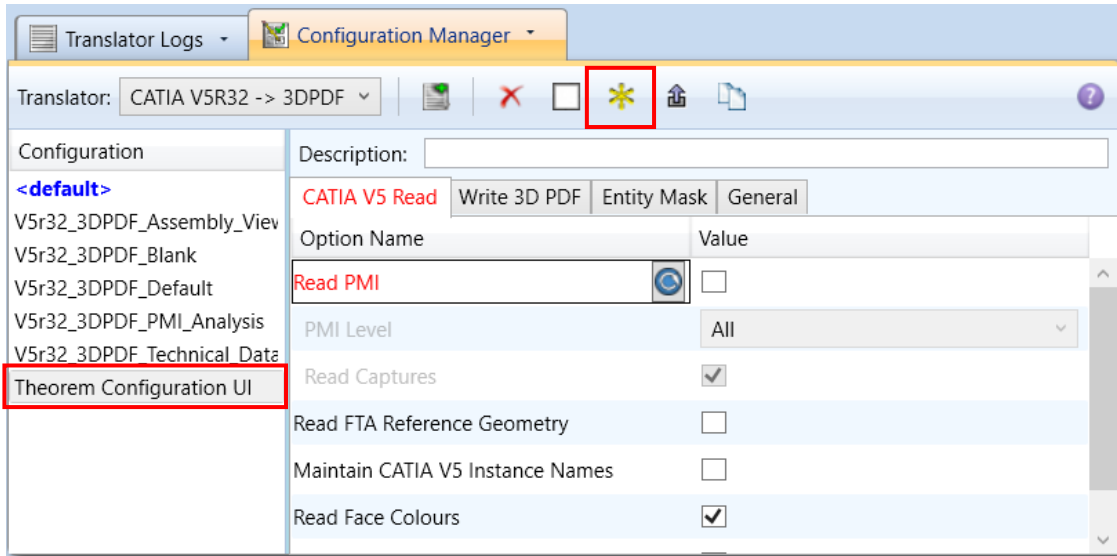 Translator Logs
Configuration Manager
Translator: CATIA V5R32 -> 3DPDF
?
Configuration
Description:
<default>
CATIA V5 Read Write 3D PDF Entity Mask General
V5r32_3DPDF_Assembly_View
Option Name Value
V5r32_3DPDF_Blank
Read PMI
V5r32_3DPDF_Default
V5r32_3DPDF_PMI_Analysis
PMI Level All
V5r32_3DPDF_Technical_Data
Theorem Configuration UI
Read Captures
Read FTA Reference Geometry
Maintain CATIA V5 Instance Names
Read Face Colours